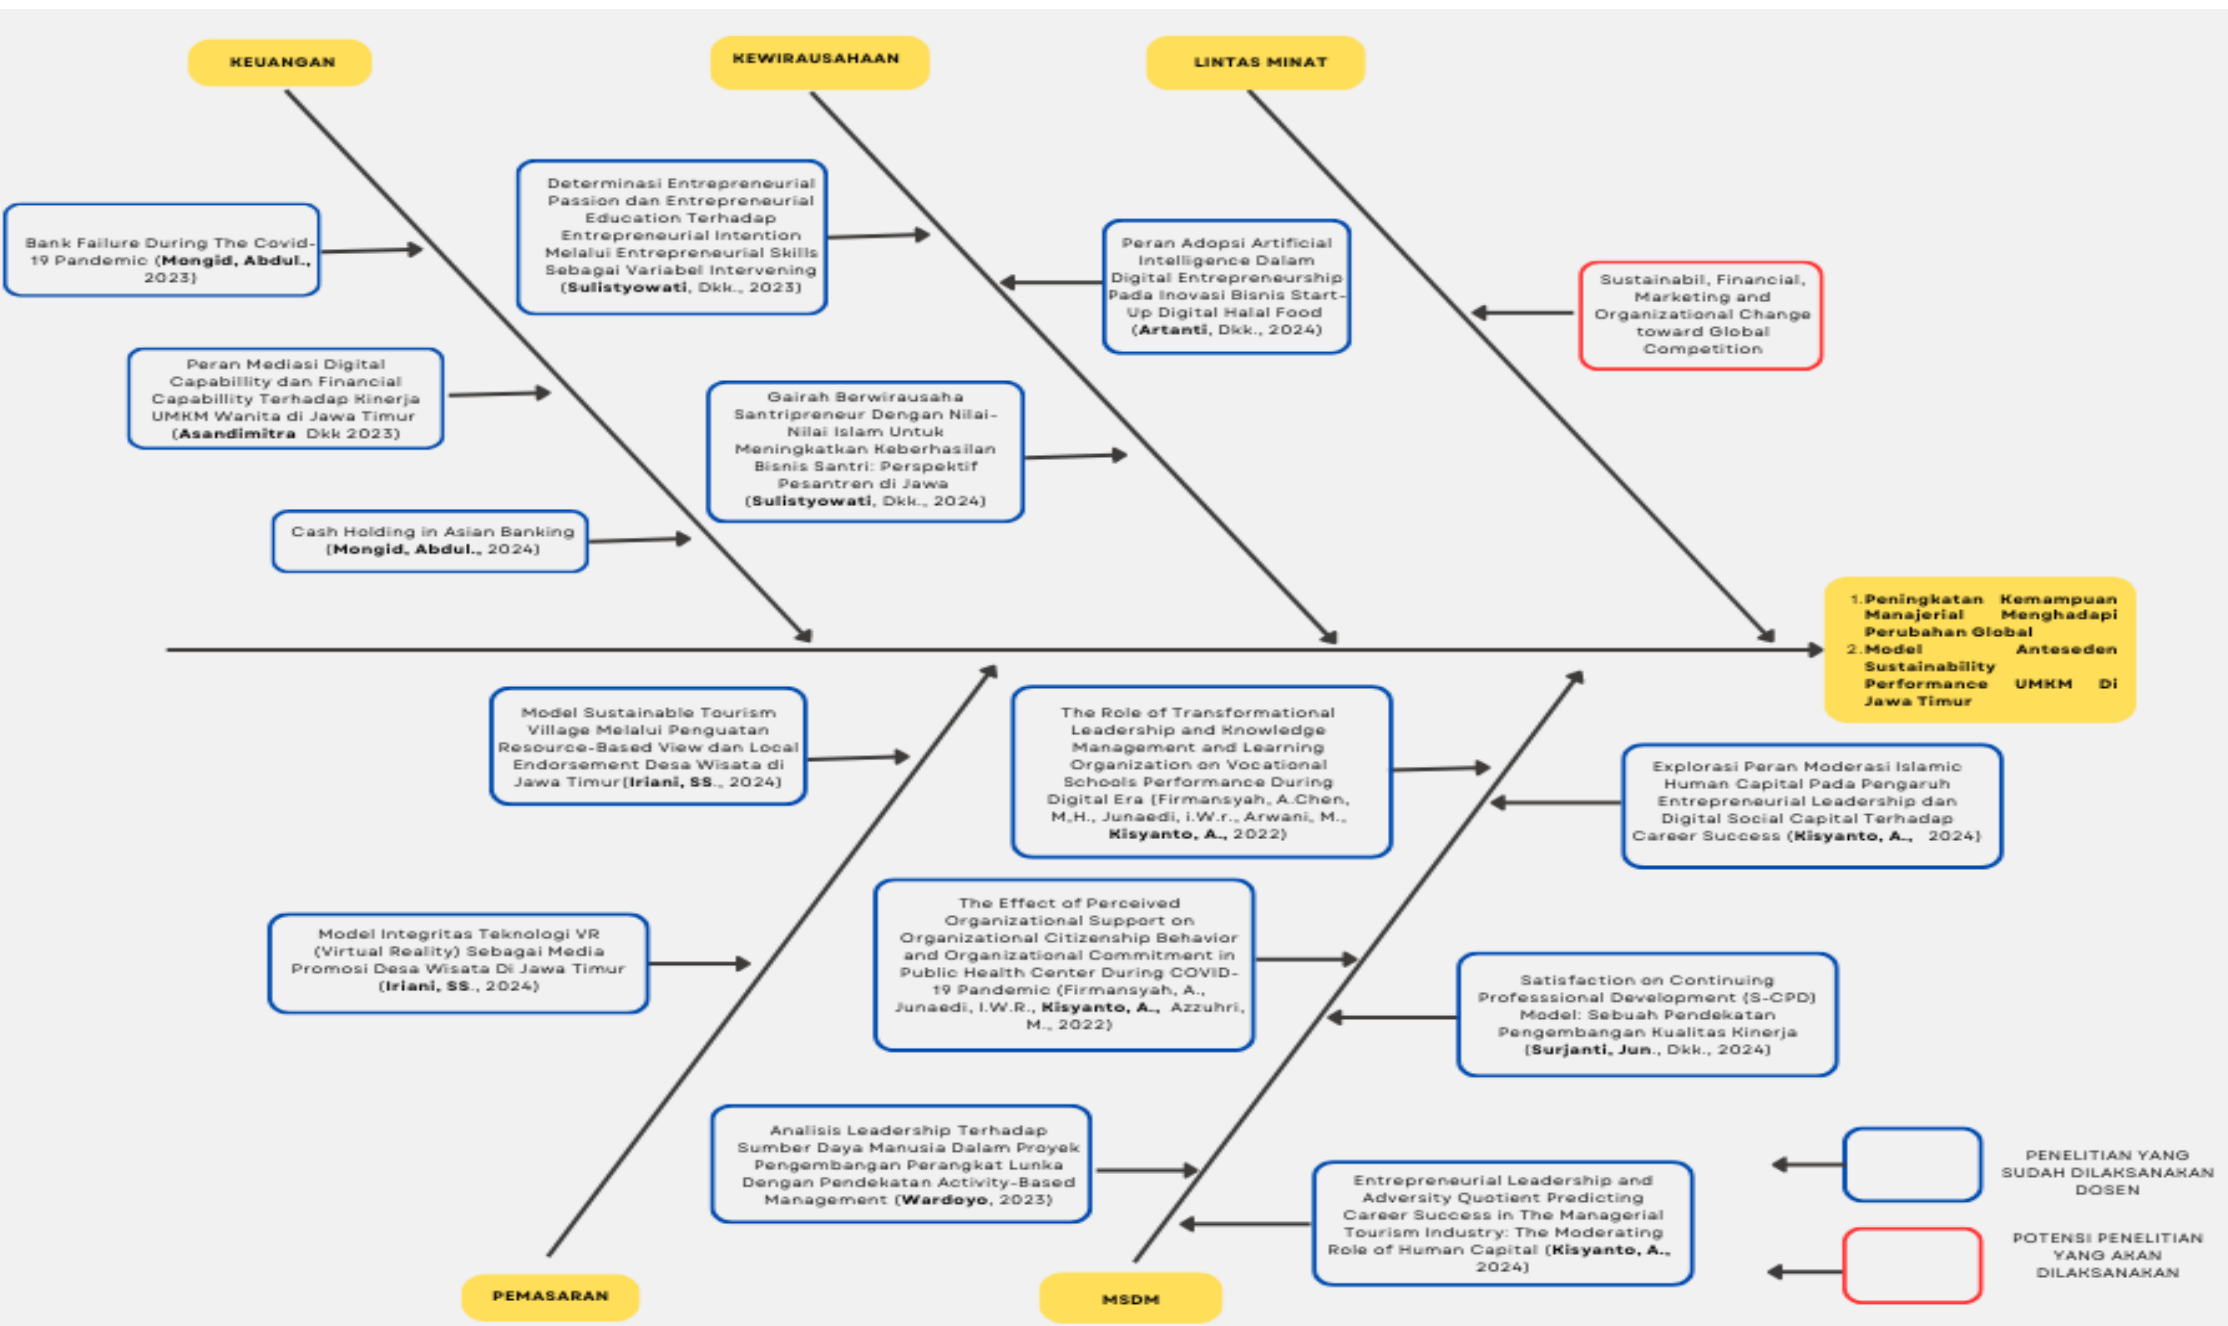 KEUANGAN
KEWIRAUSAHAAN
LINTAS MINAT
Bank Failure During The Covid-
19 Pandemic (Mongid, Abdul.,
2023)
Peran Mediasi Digital
Capabillity dan Financial
Capabillity Terhadap Kinerja
UMKM Wanita di Jawa Timur
(Asandimitra Dkk 2023)
Cash Holding in Asian Banking
(Mongid, Abdul., 2024)
Determinasi Entrepreneurial
Passion dan Entrepreneurial
Education Terhadap
Entrepreneurial Intention
Melalui Entrepreneurial Skills
Sebagai Variabel Intervening
(Sulistyowati, Dkk., 2023)
Peran Adopsi Artificial
Intelligence Dalam
Digital Entrepreneurship
Pada Inovasi Bisnis Start-
Up Digital Halal Food
(Artanti, Dkk., 2024)
Gairah Berwirausaha
Santripreneur Dengan Nilai-
Nilai Islam Untuk
Meningkatkan Keberhasilan
Bisnis Santri: Perspektif
Pesantren di Jawa
(Sulistyowati, Dkk., 2024)
Sustainabil, Financial,
Marketing and
Organizational Change
toward Global
Competition
1.Peningkatan Kemampuan
Manajerial Menghadapi
Perubahan Global
2.Model Anteseden
Sustainability
Performance UMKM Di
Jawa Timur
Model Sustainable Tourism
Village Melalui Penguatan
Resource-Based View dan Local
Endorsement Desa Wisata di
Jawa Timur(Iriani, SS., 2024)
Model Integritas Teknologi VR
(Virtual Reality) Sebagai Media
Promosi Desa Wisata Di Jawa Timur
(Iriani, SS., 2024)
The Role of Transformational
Leadership and Knowledge
Management and Learning
Organization on Vocational
Schools Performance During
Digital Era (Firmansyah, A.Chen,
M,H., Junaedi, i.W.r., Arwani, M.,
Kisyanto, A., 2022)
Explorasi Peran Moderasi Islamic
Human Capital Pada Pengaruh
Entrepreneurial Leadership dan
Digital Social Capital Terhadap
Career Success (Kisyanto, A., 2024)
The Effect of Perceived
Organizational Support on
Organizational Citizenship Behavior
and Organizational Commitment in
Public Health Center During COVID-
19 Pandemic (Firmansyah, A.,
Junaedi, I.W.R., Kisyanto, A., Azzuhri,
M., 2022)
Satisfaction on Continuing
Professsional Development (S-CPD)
Model: Sebuah Pendekatan
Pengembangan Kualitas Kinerja
(Surjanti, Jun., Dkk., 2024)
Analisis Leadership Terhadap
Sumber Daya Manusia Dalam Proyek
Pengembangan Perangkat Lunka
Dengan Pendekatan Activity-Based
Management (Wardoyo, 2023)
Entrepreneurial Leadership and
Adversity Quotient Predicting
Career Success in The Managerial
Tourism Industry: The Moderating
Role of Human Capital (Kisyanto, A.,
2024)
PENELITIAN YANG
SUDAH DILAKSANAKAN
DOSEN
POTENSI PENELITIAN
YANG AKAN
DILAKSANAKAN
PEMASARAN
MSDM